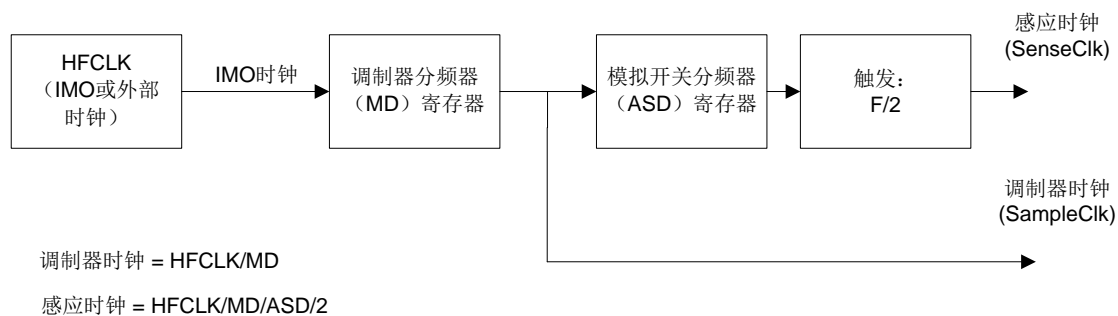 HFCLK
（IMO或外部
时钟）
IMO时钟
调制器分频器
（MD）寄存器
模拟开关分频器
（ASD）寄存器
触发：
F/2
感应时钟
(SenseClk)
调制器时钟
(SampleClk)
调制器时钟 = HFCLK/MD
感应时钟 = HFCLK/MD/ASD/2